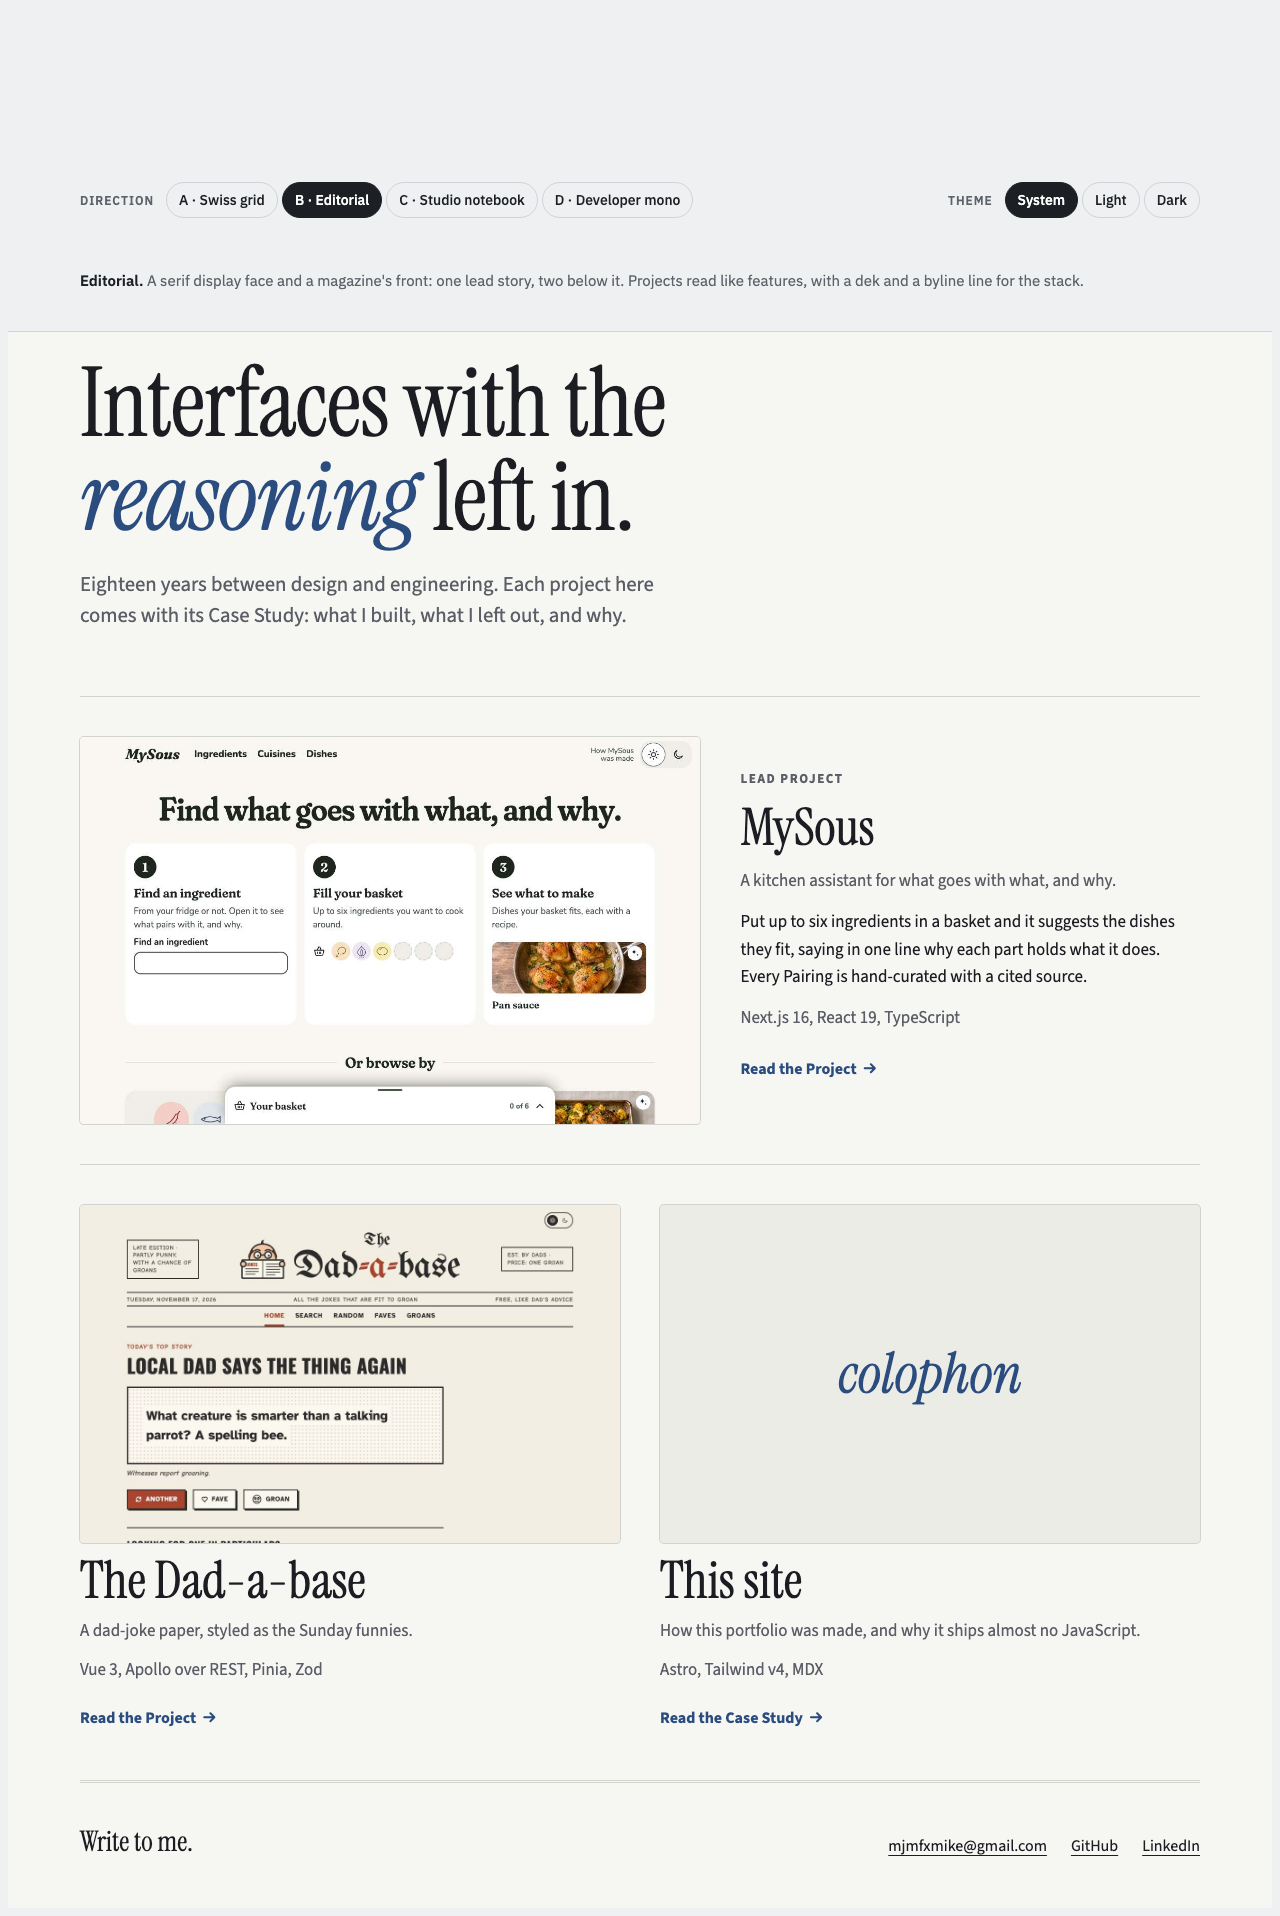 DIRECTION A · Swiss grid B · Editorial C · Studio notebook D · Developer mono THEME System Light Dark
Editorial. A serif display face and a magazine's front: one lead story, two below it. Projects read like features, with a dek and a byline line for the stack.
Interfaces with the
reasoning left in.
Eighteen years between design and engineering. Each project here
comes with its Case Study: what I built, what I left out, and why.
MySous Ingredients Cuisines Dishes
How MySous
was made
Find what goes with what, and why.
1
Find an ingredient
From your fridge or not. Open it to see
what pairs with it, and why.
Find an ingredient
2
Fill your basket
Up to six ingredients you want to cook
around.
3
See what to make
Dishes your basket fits, each with a
recipe.
Pan sauce
Or browse by
Your basket 0 of 6
LEAD PROJECT
MySous
A kitchen assistant for what goes with what, and why.
Put up to six ingredients in a basket and it suggests the dishes
they fit, saying in one line why each part holds what it does.
Every Pairing is hand-curated with a cited source.
Next.js 16, React 19, TypeScript
Read the Project →
LATE EDITION ·
PARTLY PUNNY,
WITH A CHANCE OF
GROANS
The
Dad-a-base
EST. BY DADS ·
PRICE: ONE GROAN
TUESDAY, NOVEMBER 17, 2026 ALL THE JOKES THAT ARE FIT TO GROAN FREE, LIKE DAD'S ADVICE
HOME SEARCH RANDOM FAVES GROANS
TODAY'S TOP STORY
LOCAL DAD SAYS THE THING AGAIN
What creature is smarter than a talking
parrot? A spelling bee.
Witnesses report groaning.
ANOTHER FAVE GROAN
The Dad-a-base
A dad-joke paper, styled as the Sunday funnies.
Vue 3, Apollo over REST, Pinia, Zod
Read the Project →
colophon
This site
How this portfolio was made, and why it ships almost no JavaScript.
Astro, Tailwind v4, MDX
Read the Case Study →
Write to me.
mjmfxmike@gmail.com GitHub LinkedIn